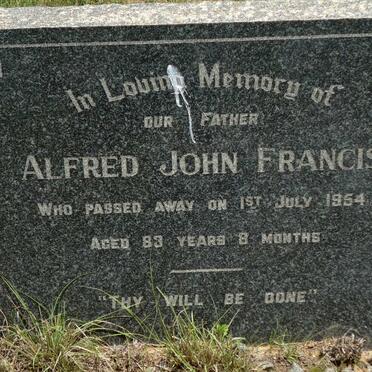 In Loving Memory of
OUR FATHER
ALFRED JOHN FRANCIS
WHO PASSED AWAY ON 1ST JULY 1954
AGED 83 YEARS 8 MONTHS
"THY WILL BE DONE"